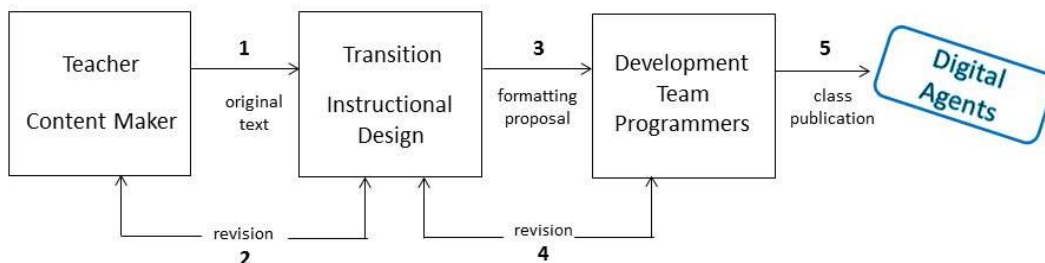 Teacher
Content Maker
1
original
text
Transition
Instructional
Design
3
formatting
proposal
Development
Team
Programmers
5
class
publication
Digital
Agents
revision
2
revision
4